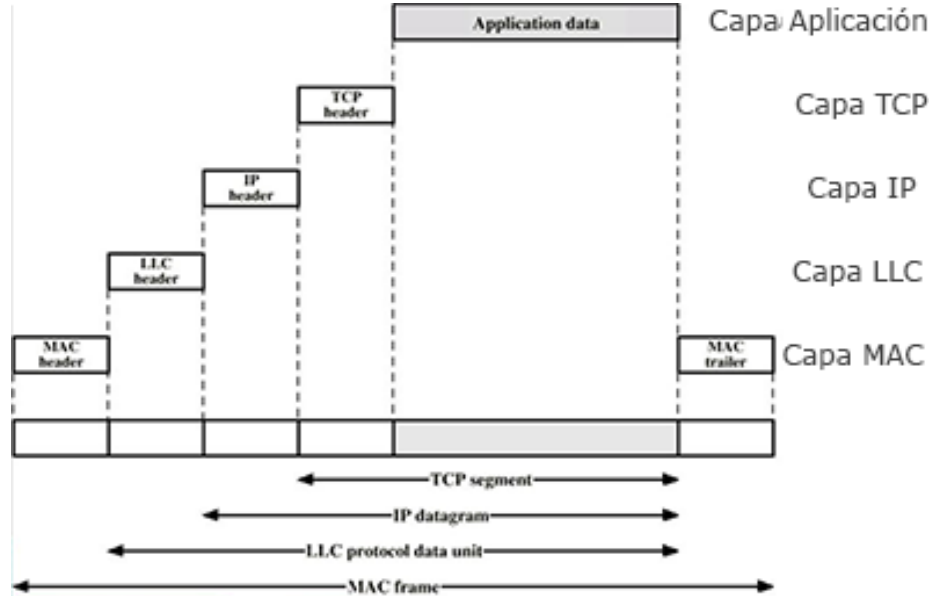 Application data
Capa Aplicación
TCP
header
Capa TCP
IP
header
Capa IP
LLC
header
Capa LLC
MAC
header
MAC
trailer
Capa MAC
TCP segment
IP datagram
LLC protocol data unit
MAC frame